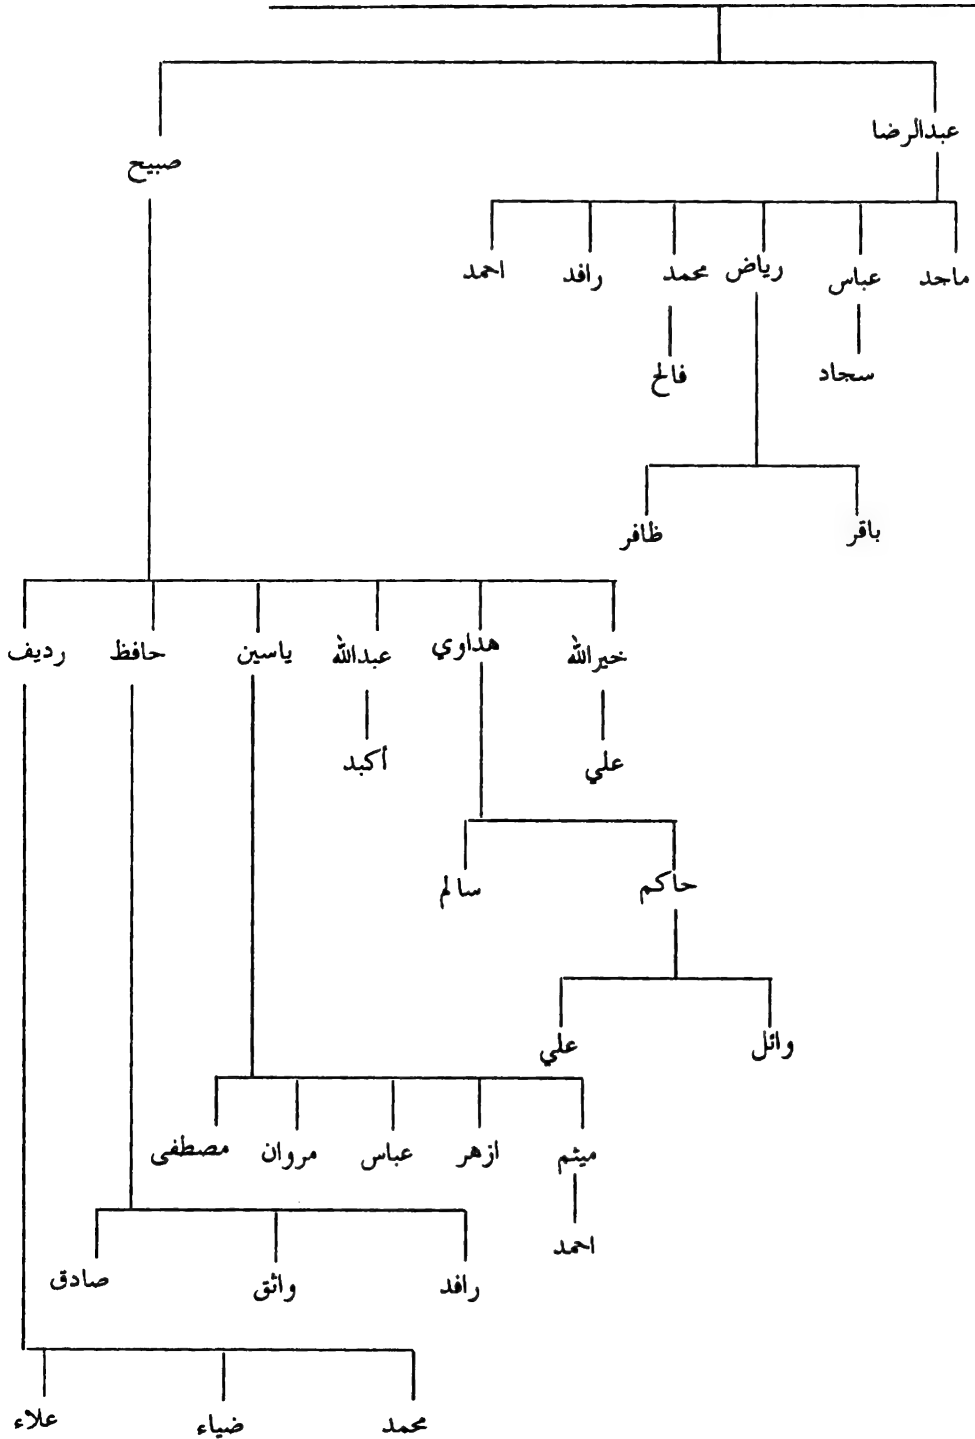 عبدالرضا
صبيح
ماجد عباس رياض محمد رافد احمد
سجاد فالح
باقر ظافر
خيرالله هداوي عبدالله ياسين حافظ رديف
علي أكبد
حاكم سالم
وائل علي
ميثم ازهر عباس مروان مصطفى
احمد
رافد واثق صادق
محمد ضياء علاء